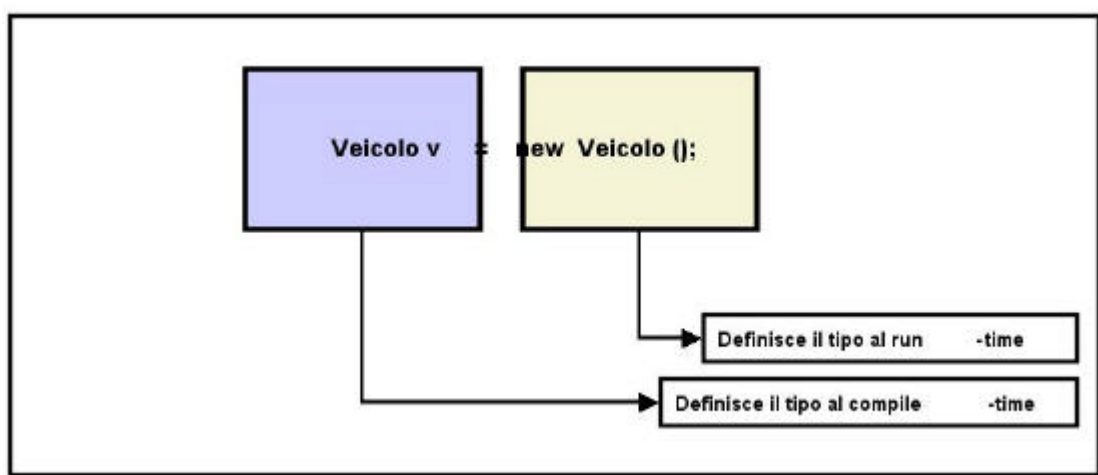 Veicolo v = new Veicolo ();
Definisce il tipo al run -time
Definisce il tipo al compile -time